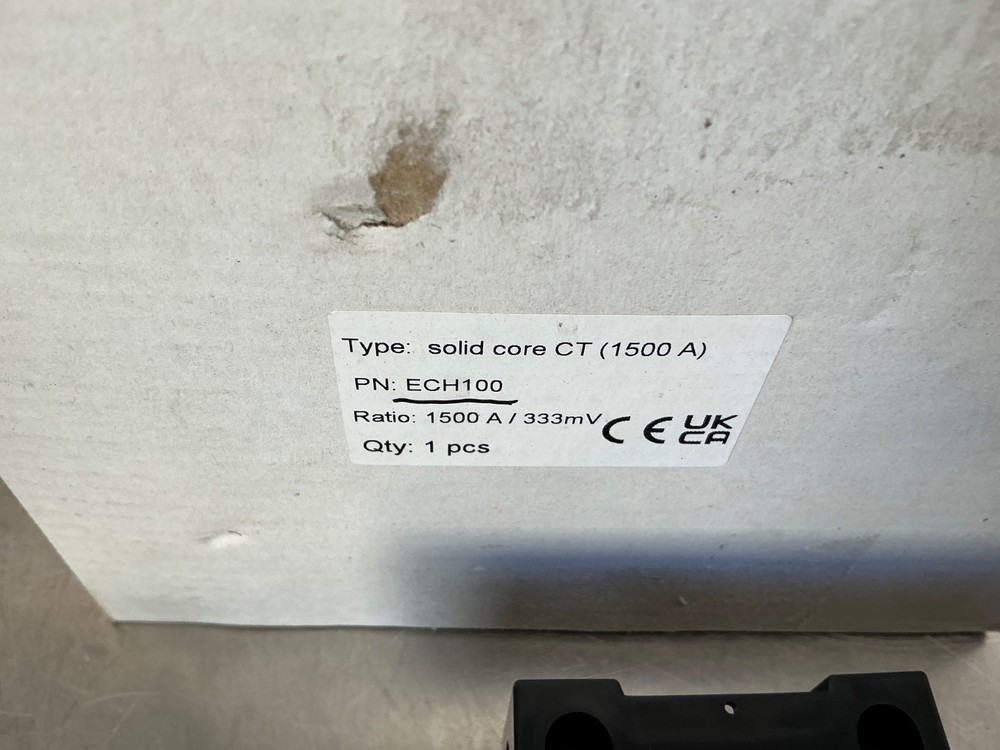 Type: solid core CT (1500 A)
PN: ECH100
Ratio: 1500 A / 333mV
CE UK
CA
Qty: 1 pcs